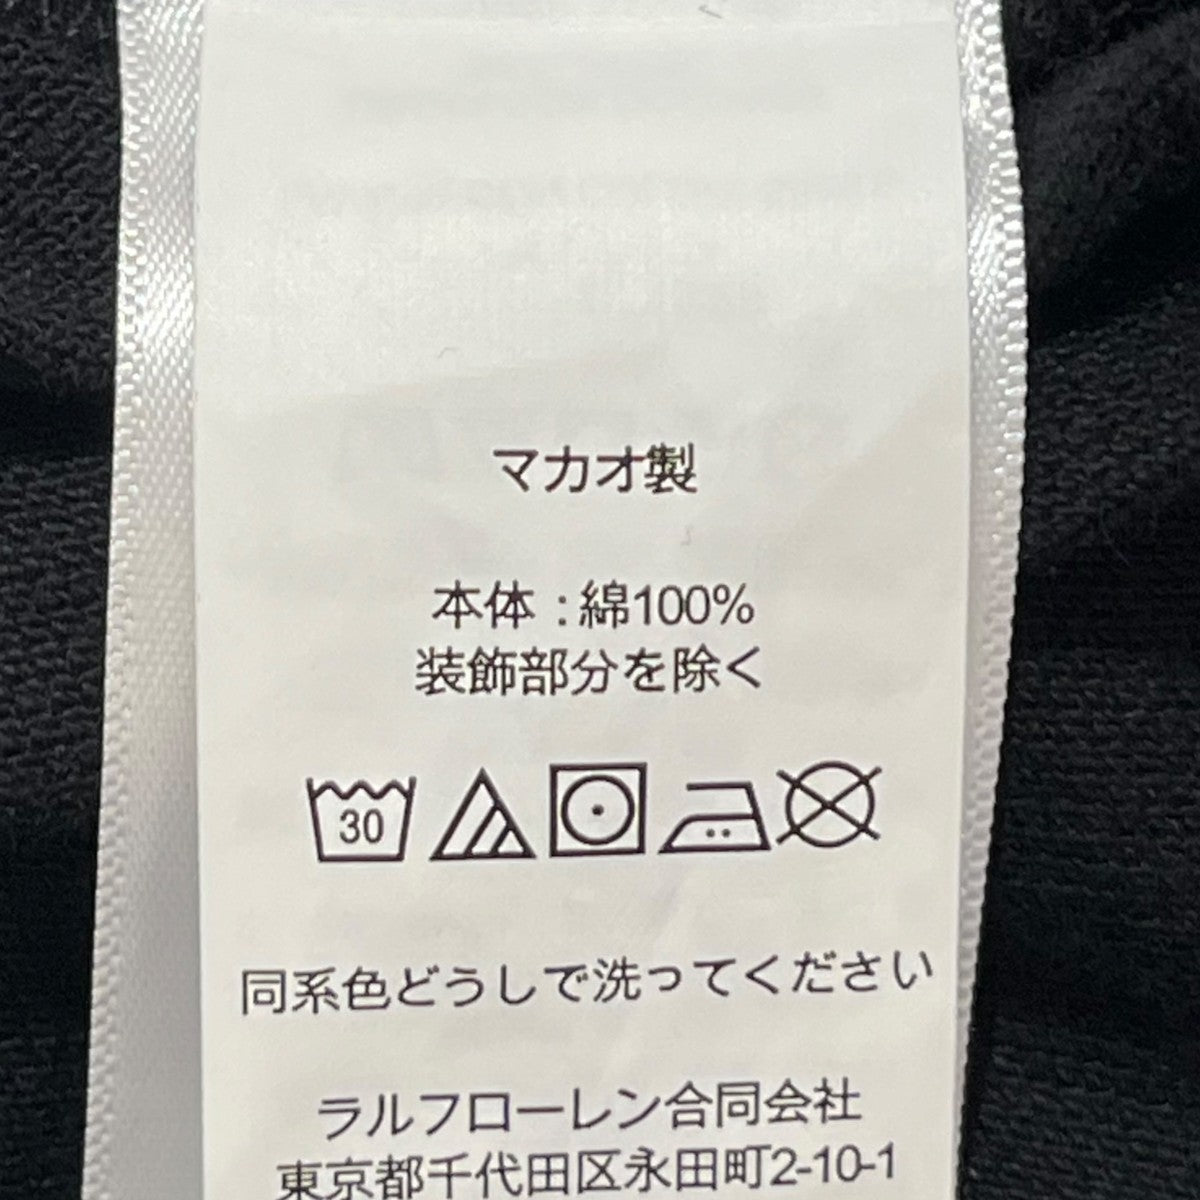 マカオ製
本体 : 綿100%
装飾部分を除く
30
同系色どうしで洗ってください
ラルフローレン合同会社
東京都千代田区永田町2-10-1